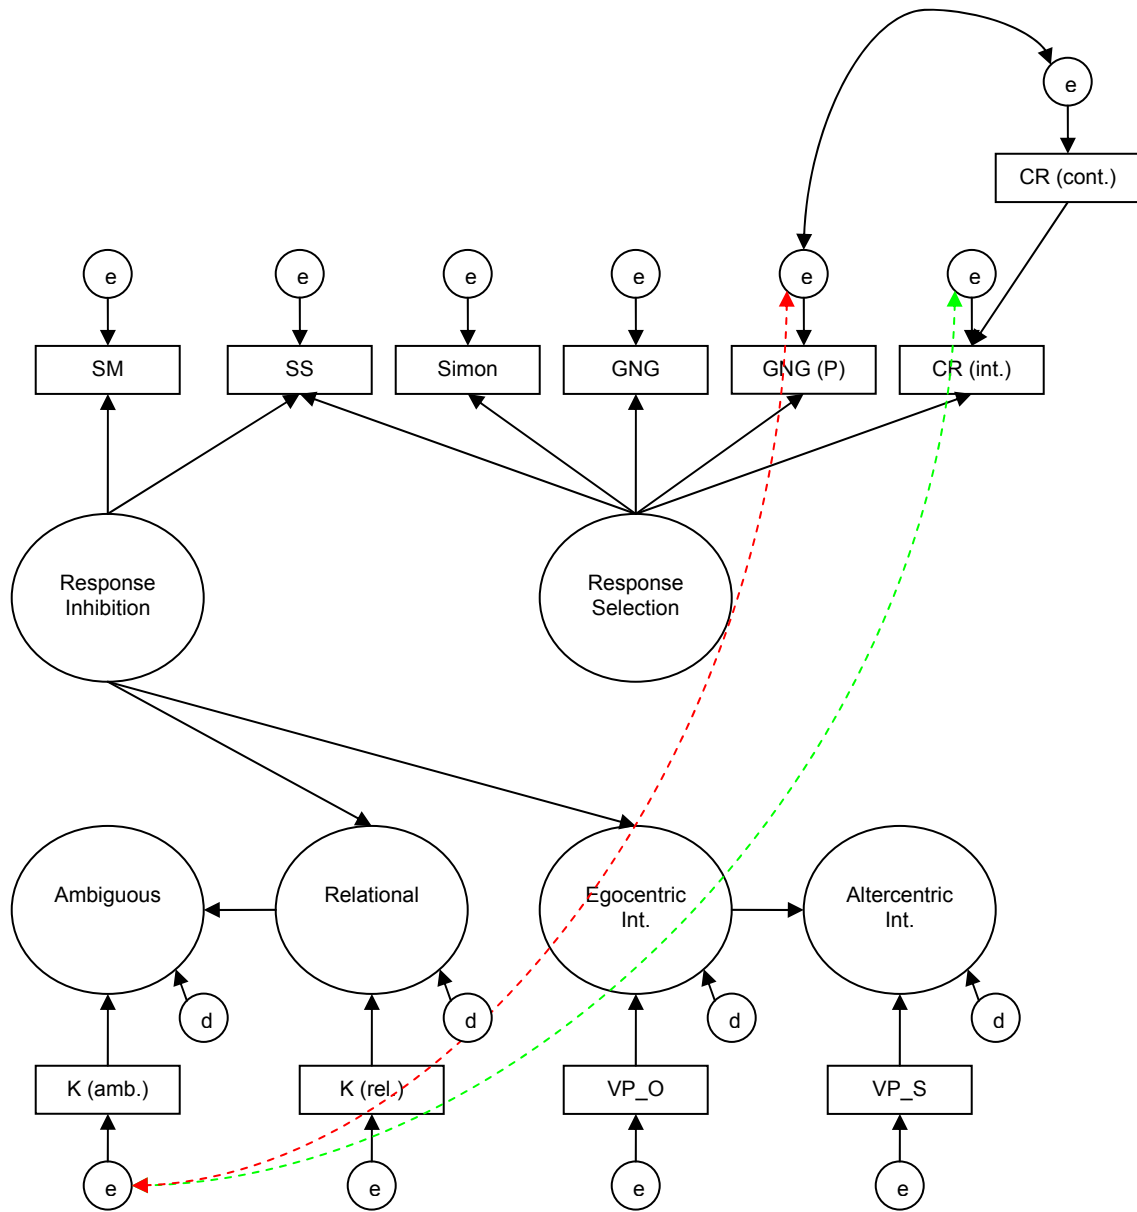 e
CR (cont.)
e
e
e
e
e
e
SM
SS
Simon
GNG
GNG (P)
CR (int.)
Response
Inhibition
Response
Selection
Ambiguous
Relational
Egocentric
Int.
Altercentric
Int.
d
d
d
d
K (amb.)
K (rel.)
VP_O
VP_S
e
e
e
e